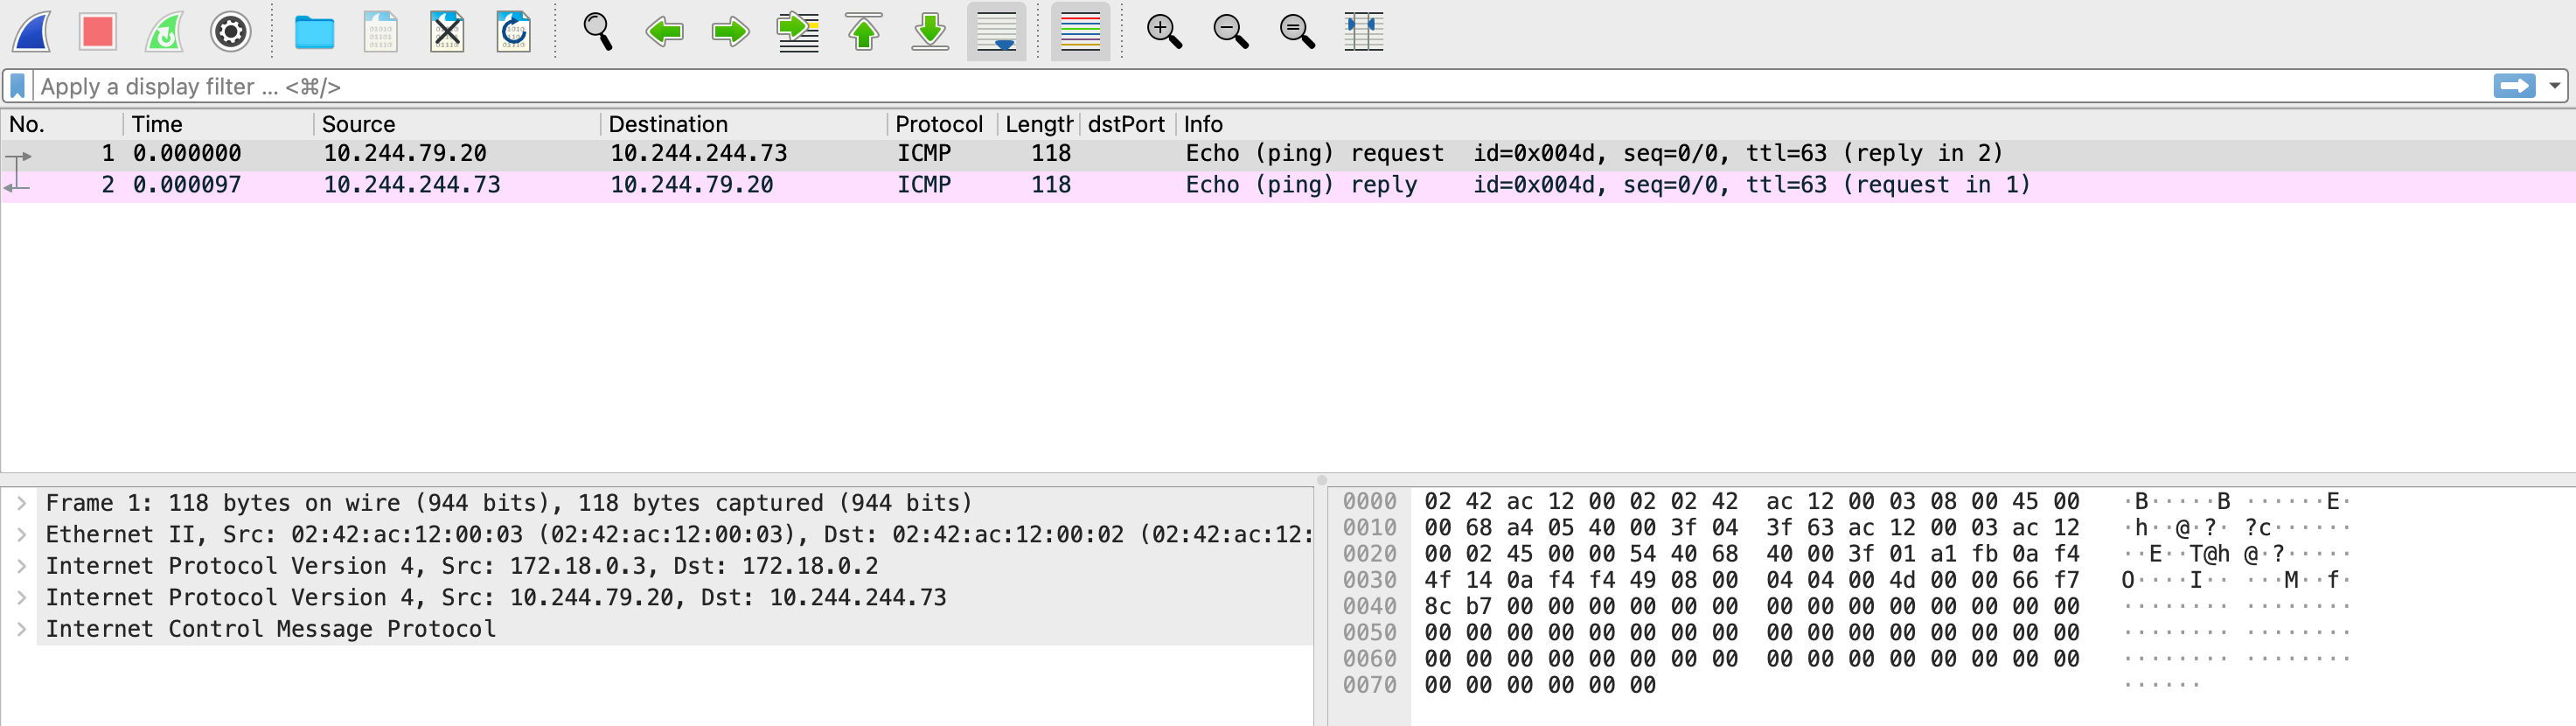 Apply a display filter ... <⌘/>
No. Time Source Destination Protocol Length dstPort Info
1 0.000000 10.244.79.20 10.244.244.73 ICMP 118 Echo (ping) request id=0x004d, seq=0/0, ttl=63 (reply in 2)
2 0.000097 10.244.244.73 10.244.79.20 ICMP 118 Echo (ping) reply id=0x004d, seq=0/0, ttl=63 (request in 1)
Frame 1: 118 bytes on wire (944 bits), 118 bytes captured (944 bits)
Ethernet II, Src: 02:42:ac:12:00:03 (02:42:ac:12:00:03), Dst: 02:42:ac:12:00:02 (02:42:ac:12:
Internet Protocol Version 4, Src: 172.18.0.3, Dst: 172.18.0.2
Internet Protocol Version 4, Src: 10.244.79.20, Dst: 10.244.244.73
Internet Control Message Protocol
0000 02 42 ac 12 00 02 02 42 ac 12 00 03 08 00 45 00 ·B·····B ······E·
0010 00 68 a4 05 40 00 3f 04 3f 63 ac 12 00 03 ac 12 ·h··@·?· ?c······
0020 00 02 45 00 00 54 40 68 40 00 3f 01 a1 fb 0a f4 ··E··T@h @·?·····
0030 4f 14 0a f4 f4 49 08 00 04 04 00 4d 00 00 66 f7 O····I·· ···M··f·
0040 8c b7 00 00 00 00 00 00 00 00 00 00 00 00 00 00 ········ ········
0050 00 00 00 00 00 00 00 00 00 00 00 00 00 00 00 00 ········ ········
0060 00 00 00 00 00 00 00 00 00 00 00 00 00 00 00 00 ········ ········
0070 00 00 00 00 00 00 ······